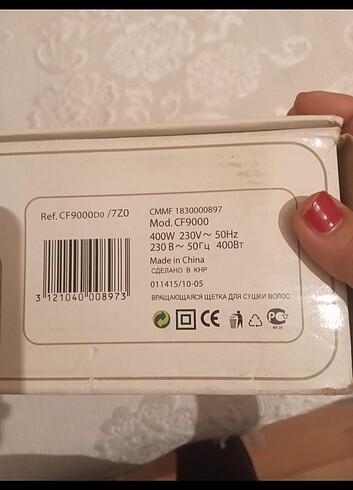 Ref. CF9000D0 /7Z0
3 121040 008973
CMMF 1830000897
Mod. CF9000
400W 230V~ 50Hz
230 В~ 50Гц 400Вт
Made in China
СДЕЛАНО В КНР
011415/10-05
ВРАЩАЮЩАЯСЯ ЩЕТКА ДЛЯ СУШКИ ВОЛОС